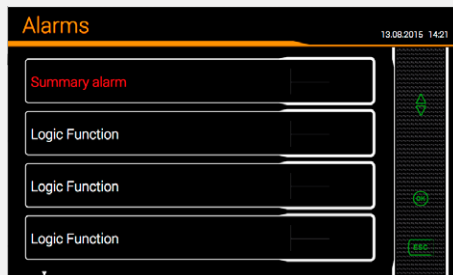 Alarms
13.08.2015 14:21
Summary alarm
Logic Function
Logic Function
OK
Logic Function
ESC